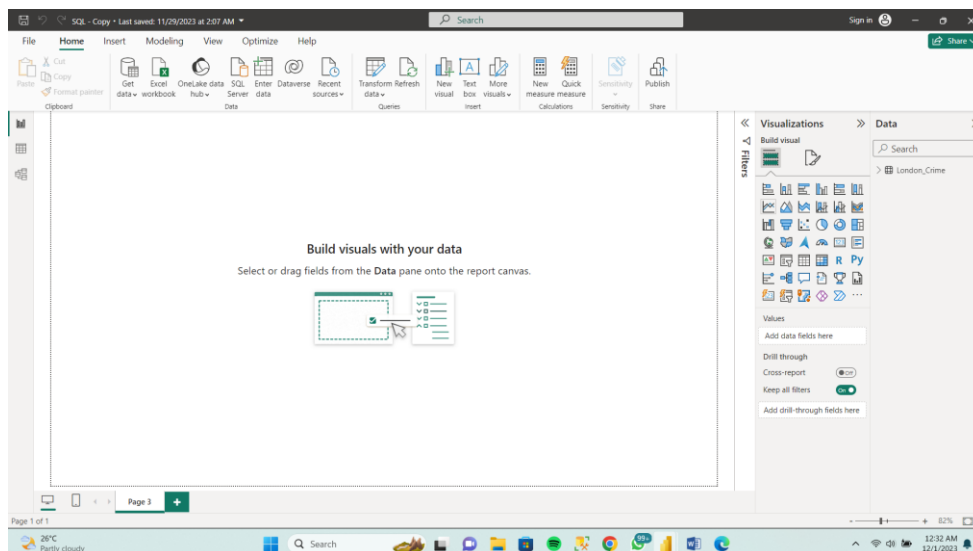 SQL - Copy • Last saved: 11/29/2023 at 2:07 AM
Search
Sign in
File Home Insert Modeling View Optimize Help
Share
Paste
Cut
Copy
Format painter
Get data
Excel workbook
OneLake data hub
SQL Server
Enter data
Dataverse
Recent sources
Transform data
Refresh
New visual
Text box
More visuals
New measure
Quick measure
Sensitivity
Publish
Clipboard
Data
Queries
Insert
Calculations
Sensitivity
Share
Filters
Visualizations
Build visual
R Py
Values
Add data fields here
Drill through
Cross-report Off
Keep all filters On
Add drill-through fields here
Data
Search
London_Crime
Build visuals with your data
Select or drag fields from the Data pane onto the report canvas.
Page 3
Page 1 of 1
82%
26°C
Partly cloudy
Search
99+
12:32 AM
12/1/2023